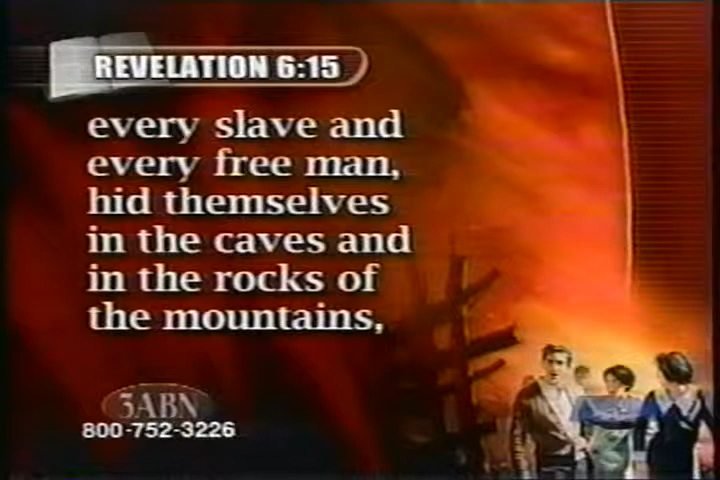 REVELATION 6:15
every slave and
every free man,
hid themselves
in the caves and
in the rocks of
the mountains,
3ABN
800-752-3226